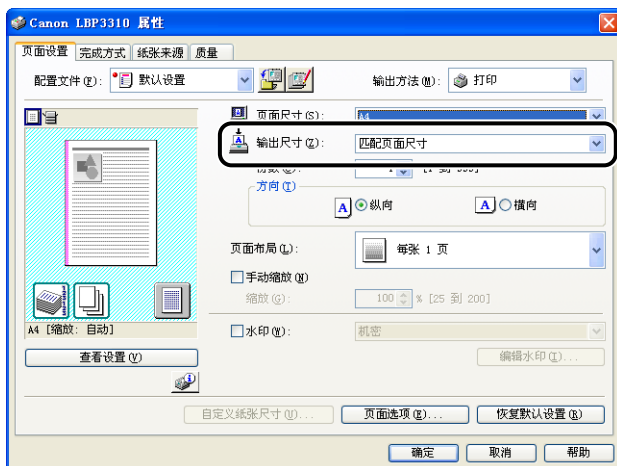 Canon LBP3310 属性
页面设置 完成方式 纸张来源 质量
配置文件(F): 默认设置 输出方法(M): 打印
页面尺寸(S): A4
输出尺寸(Z): 匹配页面尺寸
方向(T)
A 纵向 A 横向
页面布局(L): 每张 1 页
手动缩放(N)
缩放(G): 100 % [25 到 200]
A4 [缩放: 自动]
水印(W): 机密
查看设置(V) 编辑水印(I)...
自定义纸张尺寸(U)... 页面选项(E)... 恢复默认设置(R)
确定 取消 帮助